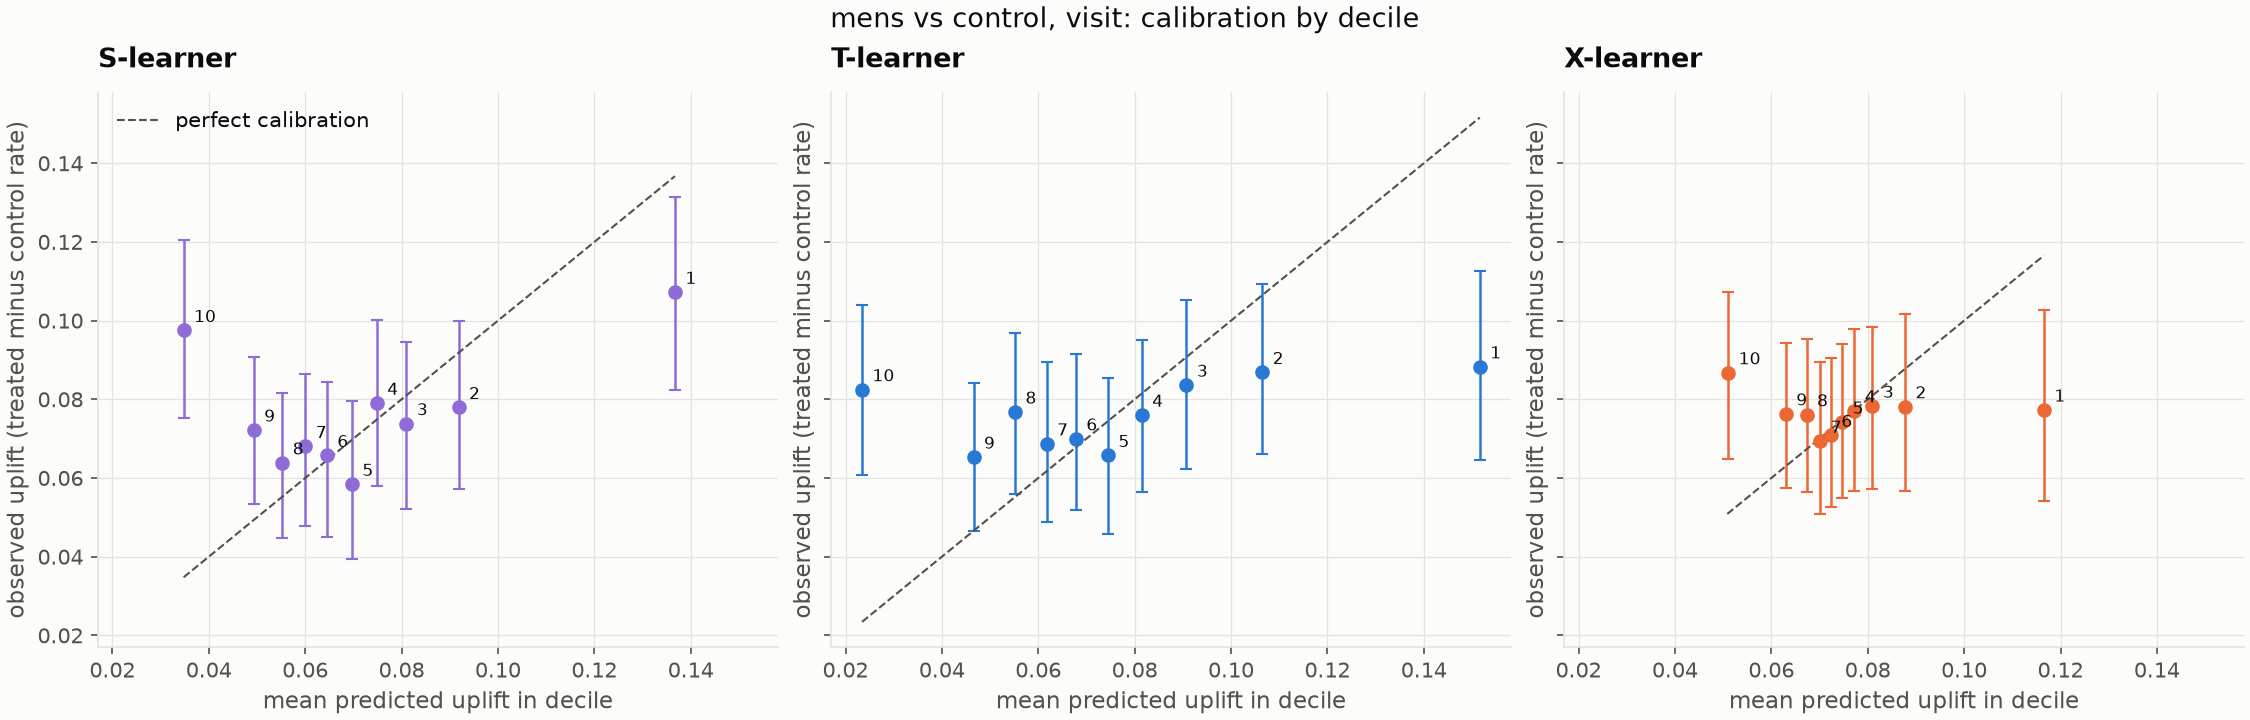 mens vs control, visit: calibration by decile
S-learner
perfect calibration
observed uplift (treated minus control rate)
0.14
0.12
0.10
0.08
0.06
0.04
0.02
10
9
8
7
6
5
4
3
2
1
0.02 0.04 0.06 0.08 0.10 0.12 0.14
mean predicted uplift in decile
T-learner
observed uplift (treated minus control rate)
10
9
8
7
6
5
4
3
2
1
0.02 0.04 0.06 0.08 0.10 0.12 0.14
mean predicted uplift in decile
X-learner
observed uplift (treated minus control rate)
10
9
8
7
6
5
4
3
2
1
0.02 0.04 0.06 0.08 0.10 0.12 0.14
mean predicted uplift in decile